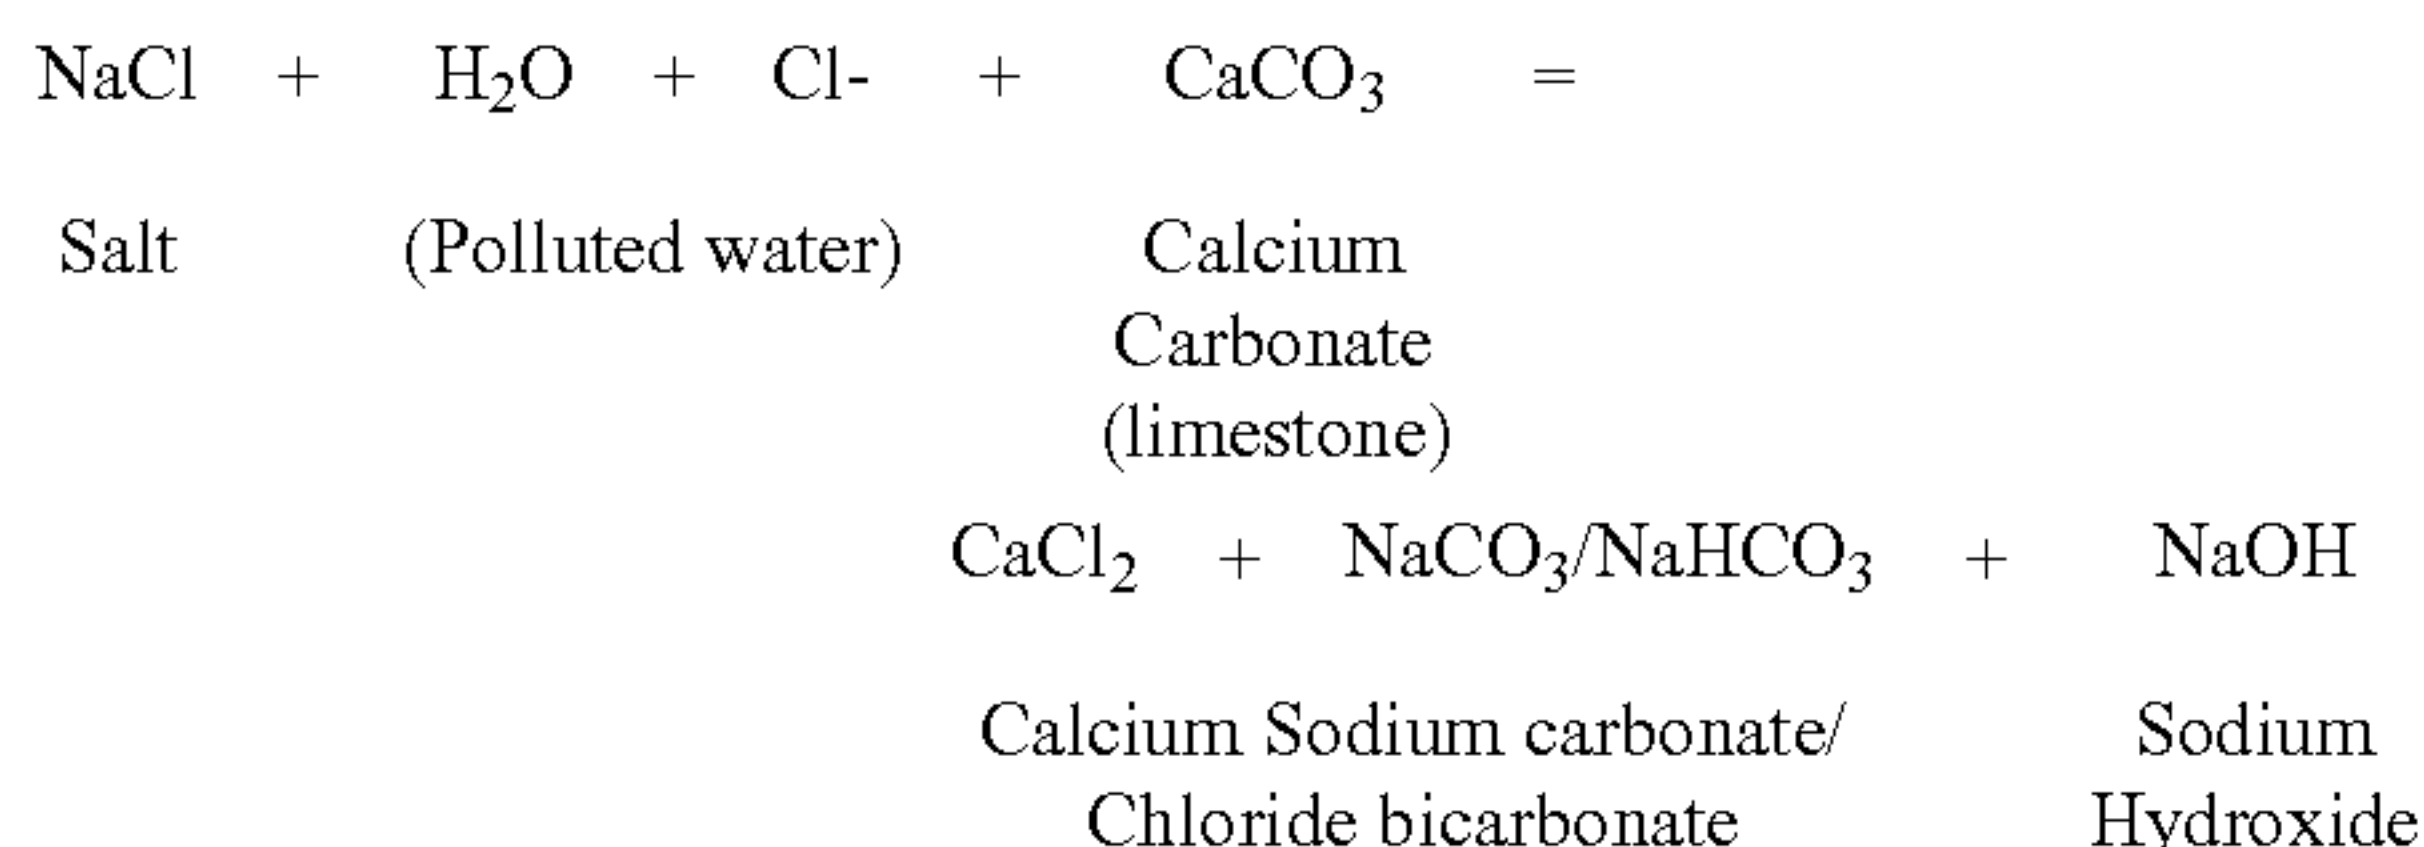 NaCl + H₂O + Cl- + CaCO₃ =
Salt (Polluted water) Calcium
Carbonate
(limestone)
CaCl₂ + NaCO₃/NaHCO₃ + NaOH
Calcium Sodium carbonate/ Sodium
Chloride bicarbonate Hydroxide